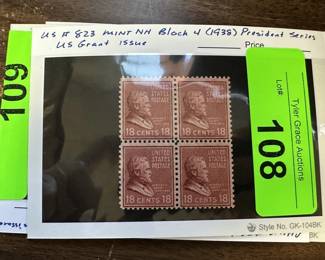 US # 823 MINT NH Block 4 (1938) President Series
US Grant issue
Price
109
UNITED STATES POSTAGE
18 CENTS 18
UNITED STATES POSTAGE
18 CENTS 18
UNITED STATES POSTAGE
18 CENTS 18
UNITED STATES POSTAGE
18 CENTS 18
Lot#
108
Tyler Grace Auctions
Style No. GK-104BK
BK